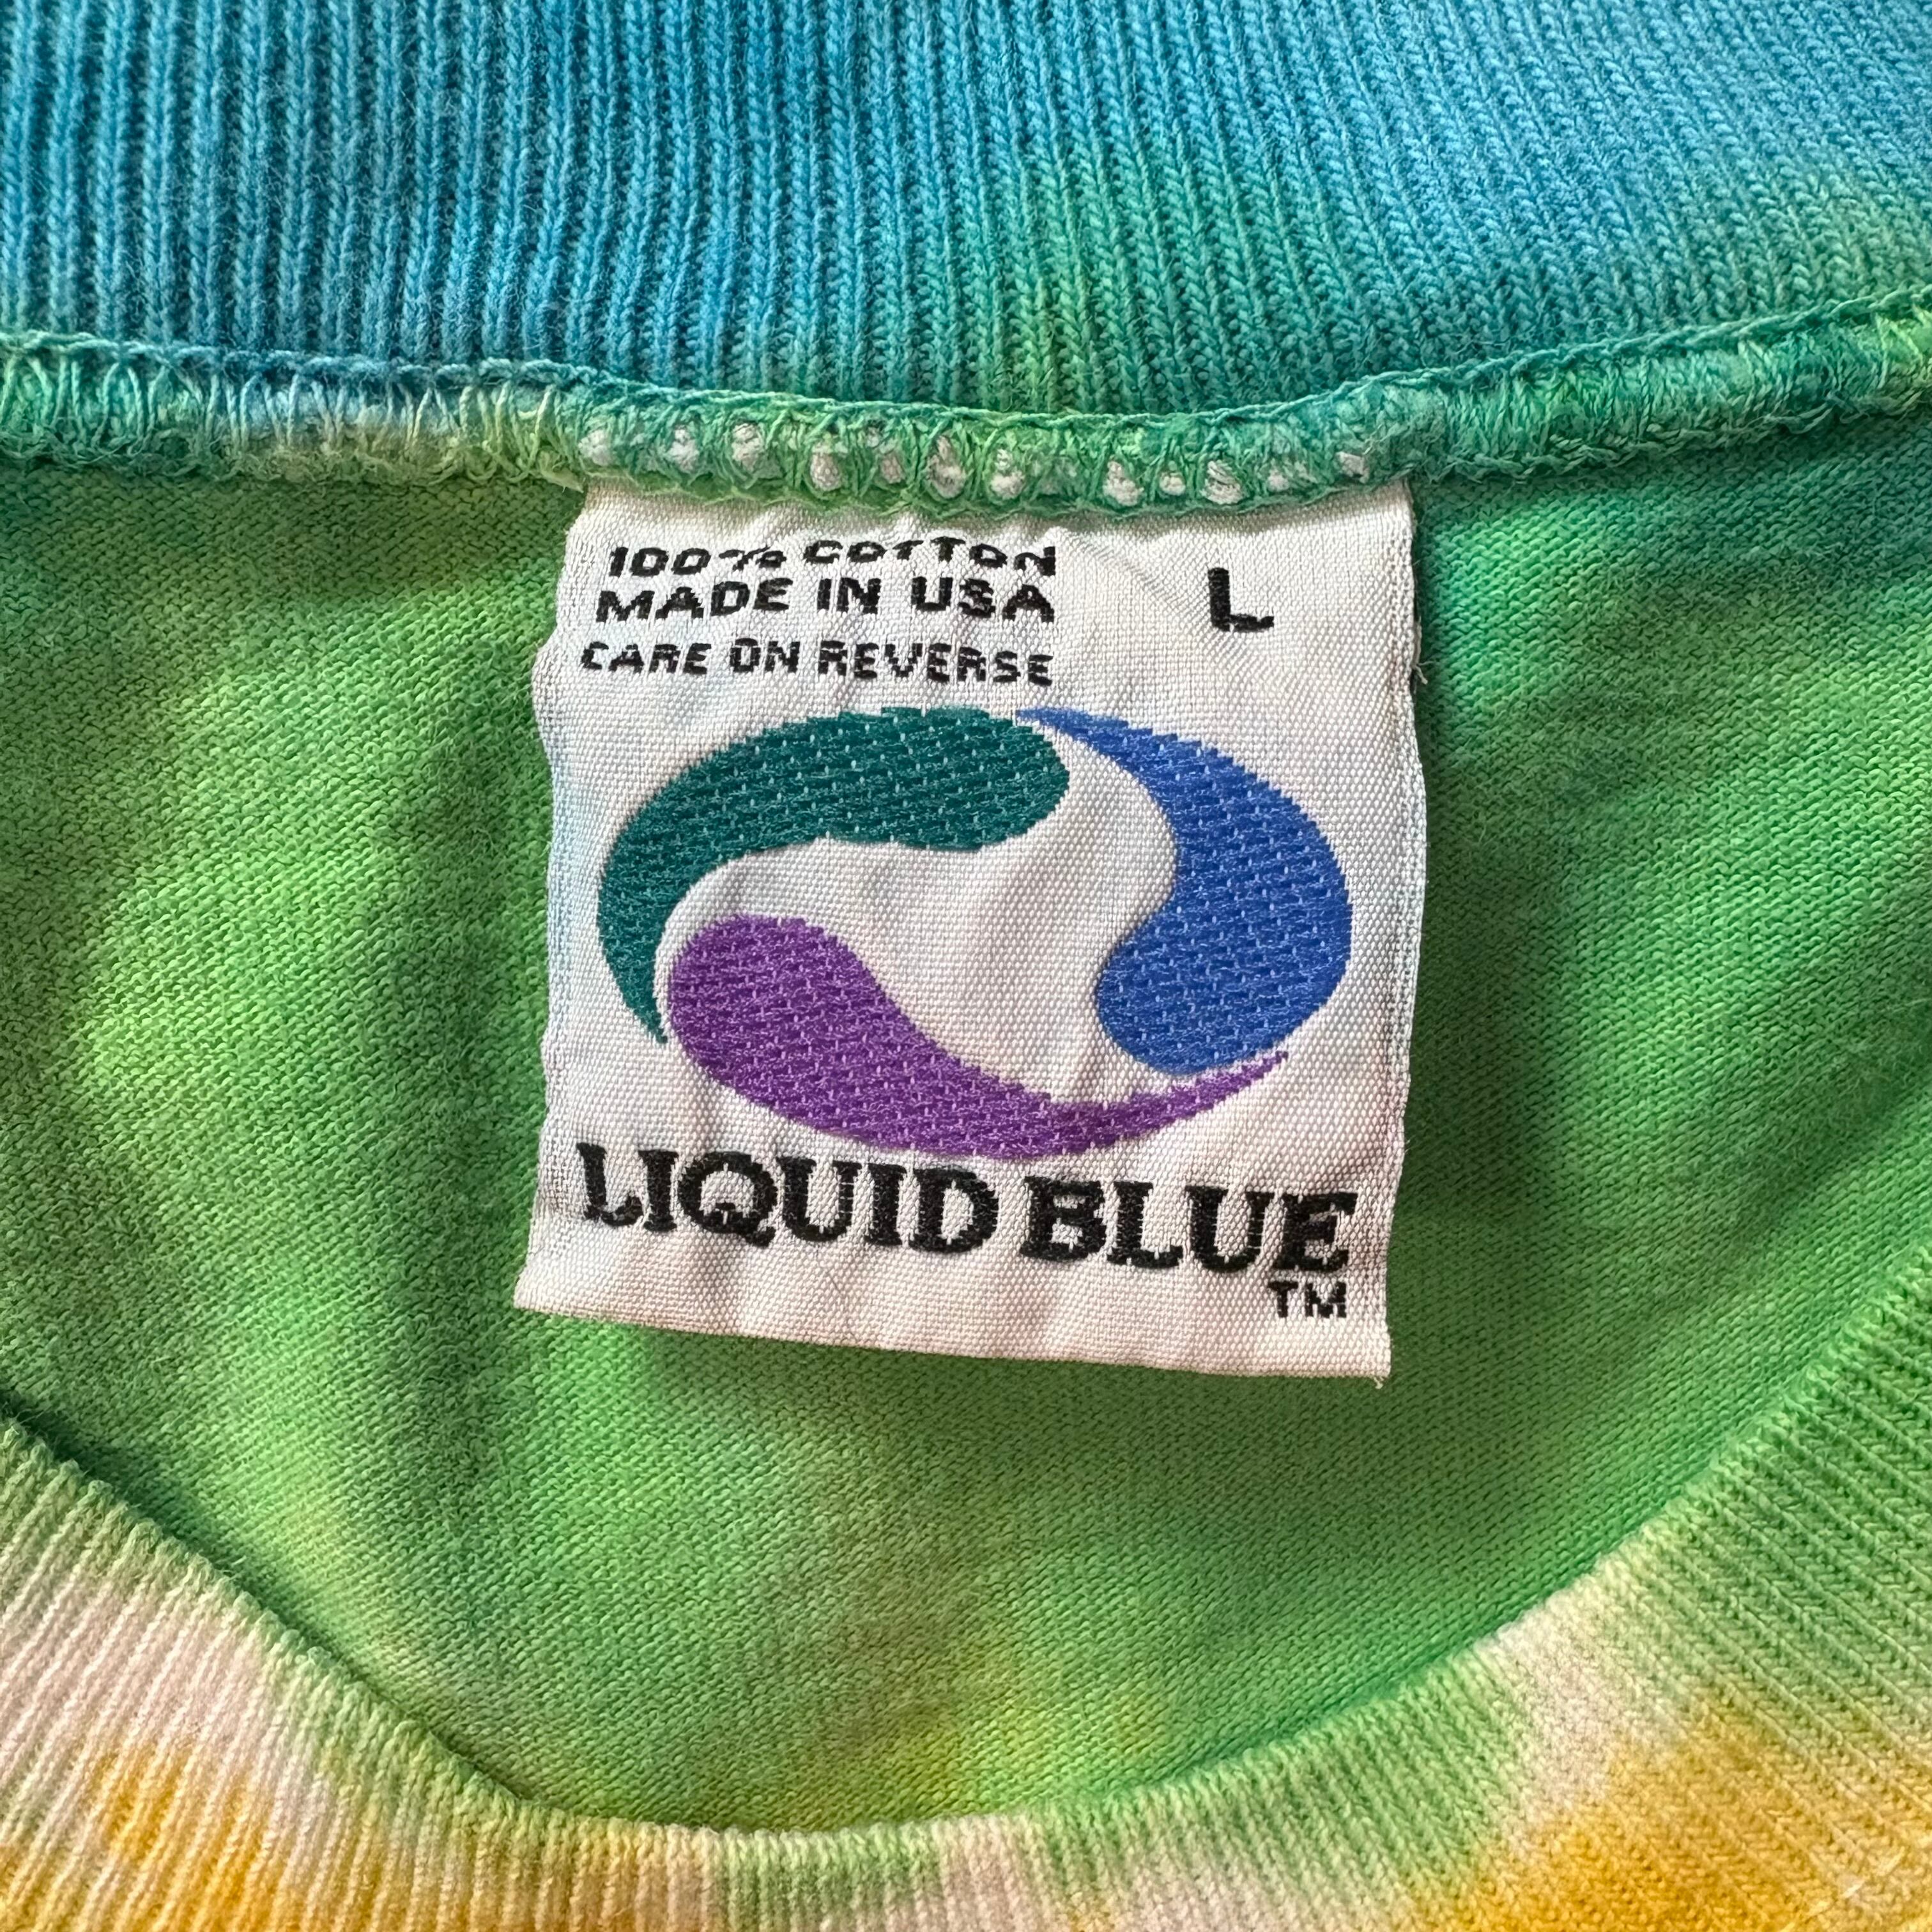 100% COTTON
MADE IN USA
L
CARE ON REVERSE
LIQUID BLUE
TM